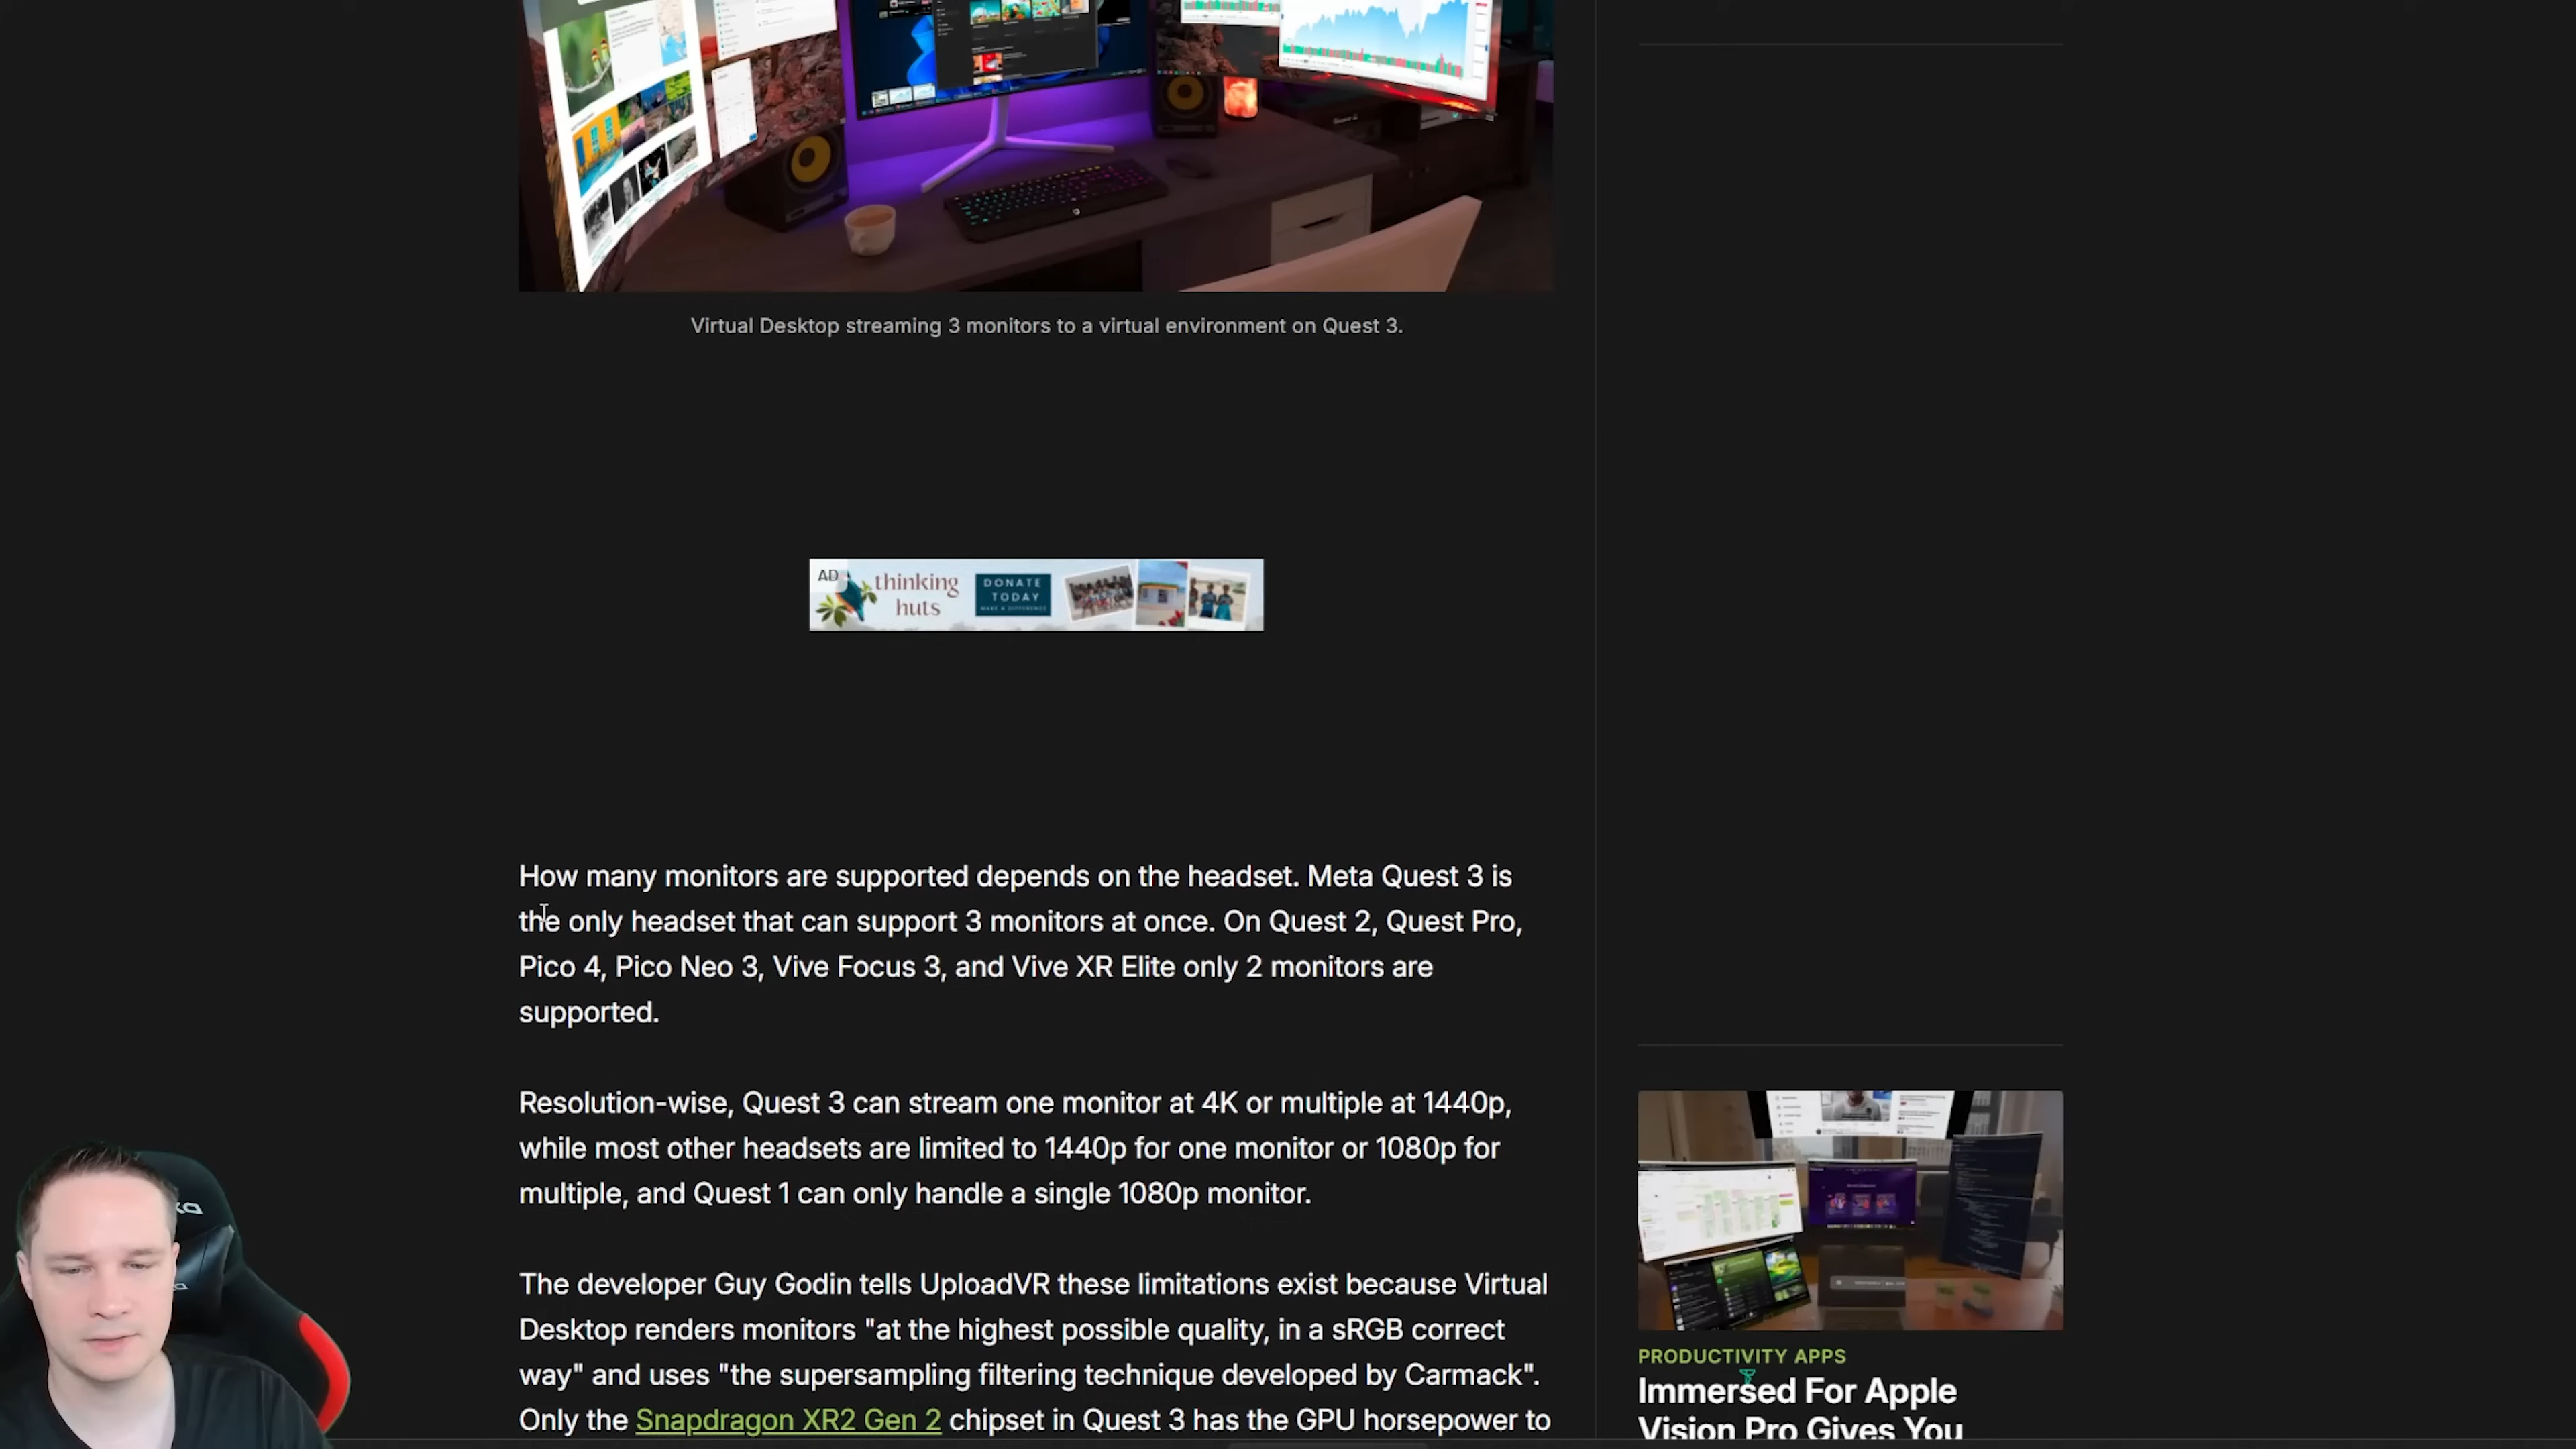 Virtual Desktop streaming 3 monitors to a virtual environment on Quest 3.
AD
thinking
huts
DONATE
TODAY
MAKE A DIFFERENCE
How many monitors are supported depends on the headset. Meta Quest 3 is
the only headset that can support 3 monitors at once. On Quest 2, Quest Pro,
Pico 4, Pico Neo 3, Vive Focus 3, and Vive XR Elite only 2 monitors are
supported.
Resolution-wise, Quest 3 can stream one monitor at 4K or multiple at 1440p,
while most other headsets are limited to 1440p for one monitor or 1080p for
multiple, and Quest 1 can only handle a single 1080p monitor.
The developer Guy Godin tells UploadVR these limitations exist because Virtual
Desktop renders monitors "at the highest possible quality, in a sRGB correct
way" and uses "the supersampling filtering technique developed by Carmack".
Only the Snapdragon XR2 Gen 2 chipset in Quest 3 has the GPU horsepower to
PRODUCTIVITY APPS
Immersed For Apple
Vision Pro Gives You